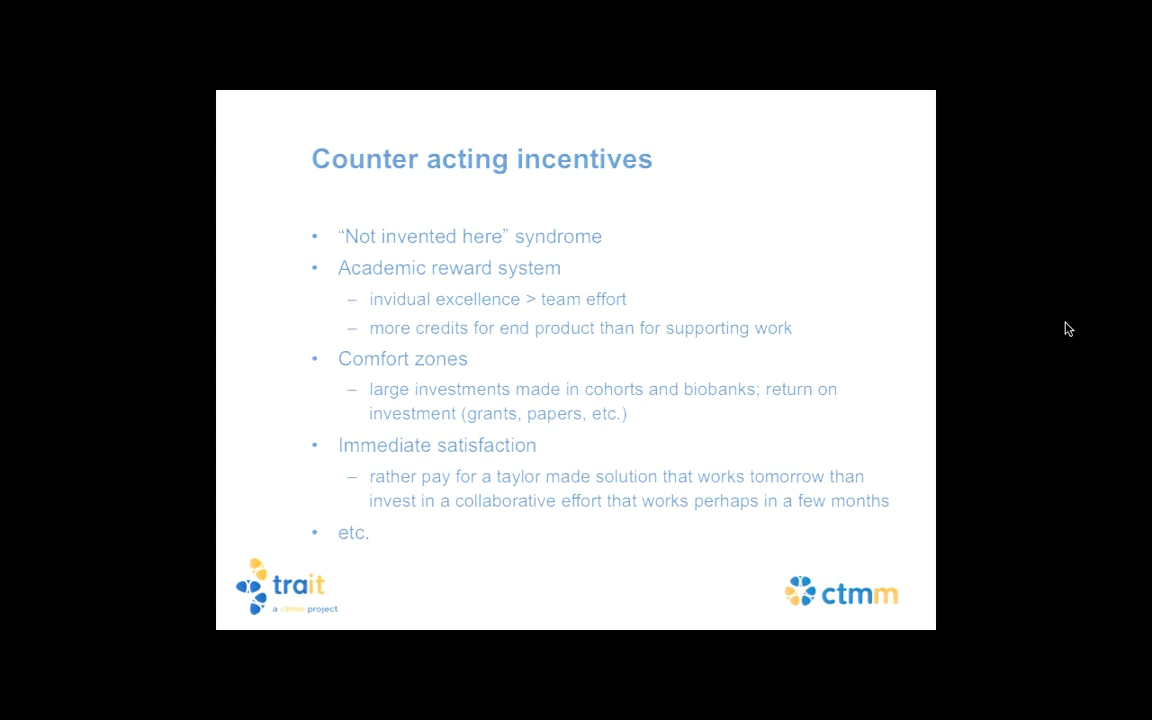 Counter acting incentives
• “Not invented here” syndrome
• Academic reward system
– invidual excellence > team effort
– more credits for end product than for supporting work
• Comfort zones
– large investments made in cohorts and biobanks; return on
investment (grants, papers, etc.)
• Immediate satisfaction
– rather pay for a taylor made solution that works tomorrow than
invest in a collaborative effort that works perhaps in a few months
• etc.
trait
a ctmm project
ctmm